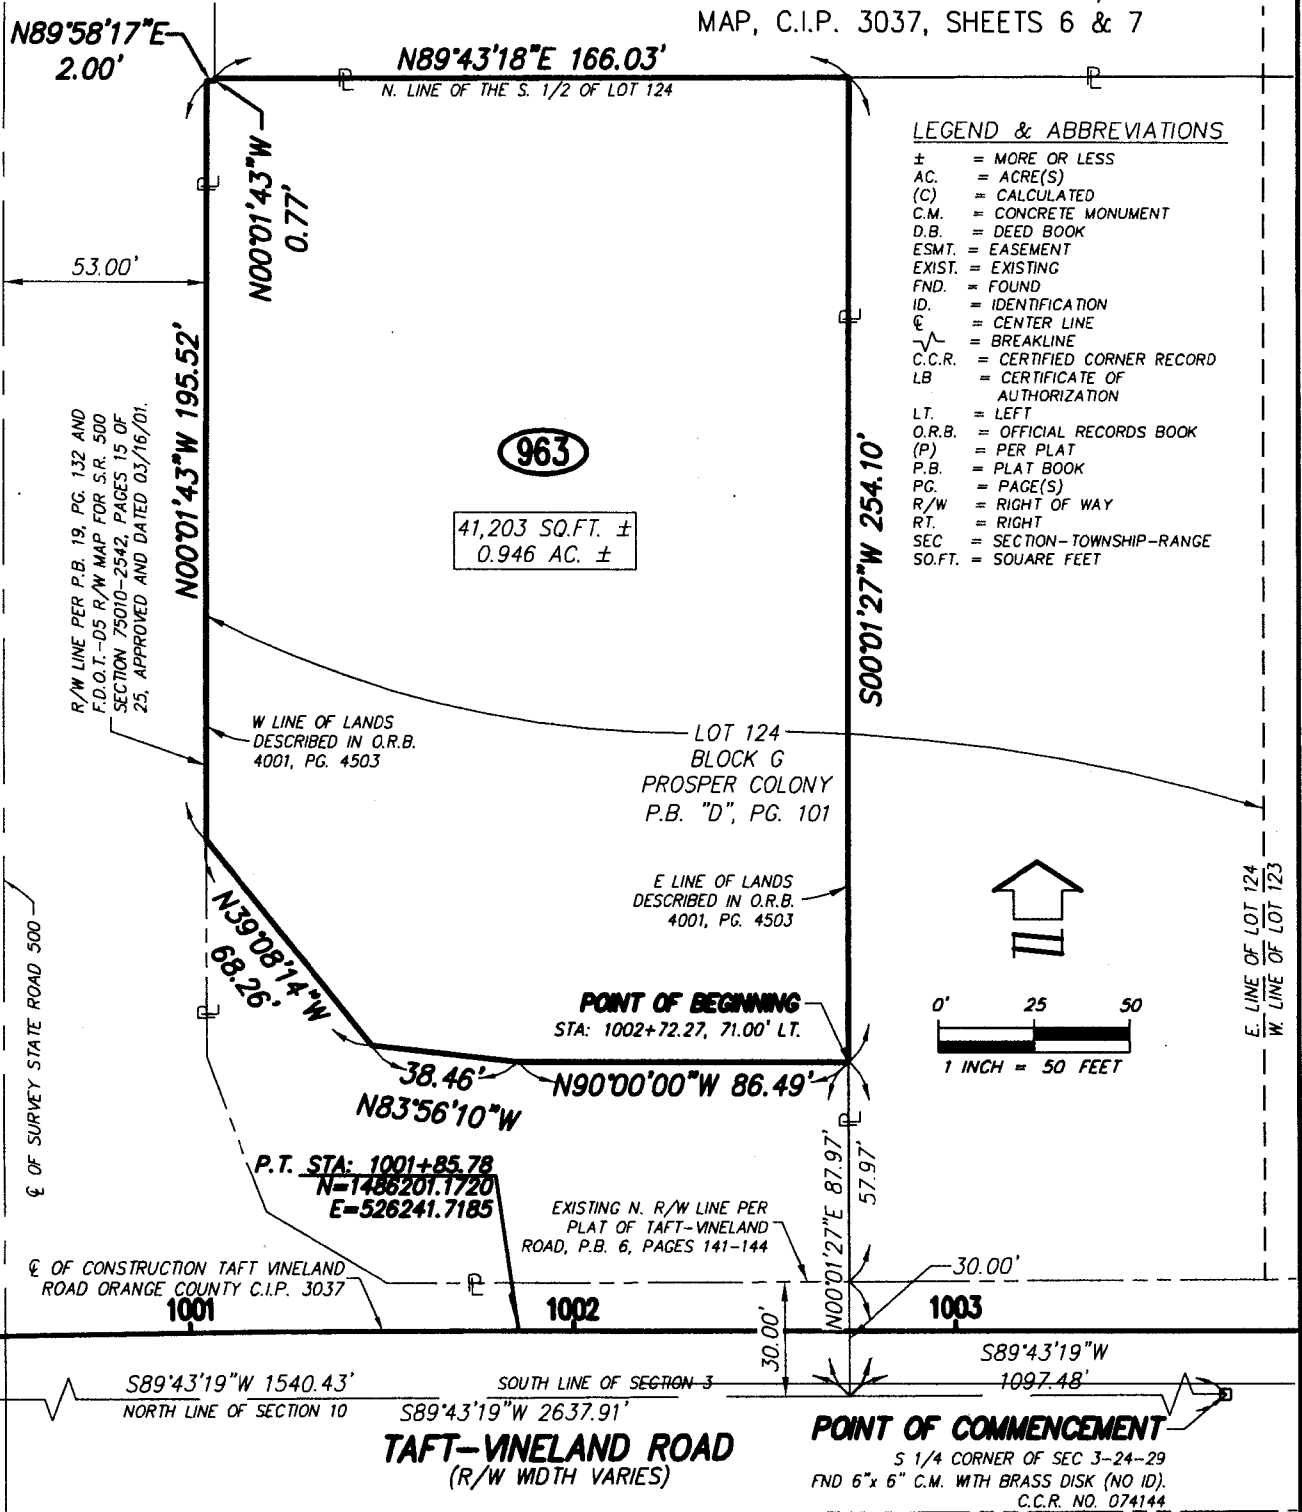 MAP, C.I.P. 3037, SHEETS 6 & 7
N89°58'17"E
2.00'
N89°43'18"E 166.03'
N. LINE OF THE S. 1/2 OF LOT 124
N00°01'43"W
0.77'
53.00'
LEGEND & ABBREVIATIONS
± = MORE OR LESS
AC. = ACRE(S)
(C) = CALCULATED
C.M. = CONCRETE MONUMENT
D.B. = DEED BOOK
ESMT. = EASEMENT
EXIST. = EXISTING
FND. = FOUND
ID. = IDENTIFICATION
℄ = CENTER LINE
= BREAKLINE
C.C.R. = CERTIFIED CORNER RECORD
LB = CERTIFICATE OF
AUTHORIZATION
LT. = LEFT
O.R.B. = OFFICIAL RECORDS BOOK
(P) = PER PLAT
P.B. = PLAT BOOK
PG. = PAGE(S)
R/W = RIGHT OF WAY
RT. = RIGHT
SEC = SECTION-TOWNSHIP-RANGE
SQ.FT. = SQUARE FEET
N00°01'43"W 195.52'
R/W LINE PER P.B. 19, PG. 132 AND
F.D.O.T.-D5 R/W MAP FOR S.R. 500
SECTION 75010-2542, PAGES 15 OF
25, APPROVED AND DATED 03/16/01.
963
41,203 SQ.FT. ±
0.946 AC. ±
S00°01'27"W 254.10'
W LINE OF LANDS
DESCRIBED IN O.R.B.
4001, PG. 4503
LOT 124
BLOCK G
PROSPER COLONY
P.B. "D", PG. 101
E LINE OF LANDS
DESCRIBED IN O.R.B.
4001, PG. 4503
E. LINE OF LOT 124
W. LINE OF LOT 123
N39°08'14"W
68.26'
℄ OF SURVEY STATE ROAD 500
POINT OF BEGINNING
STA: 1002+72.27, 71.00' LT.
0' 25 50
1 INCH = 50 FEET
38.46'
N83°56'10"W
N90°00'00"W 86.49'
P.T. STA: 1001+85.78
N=1486201.1720
E=526241.7185
EXISTING N. R/W LINE PER
PLAT OF TAFT-VINELAND
ROAD, P.B. 6, PAGES 141-144
N00°01'27"E 87.97'
57.97'
30.00'
30.00'
℄ OF CONSTRUCTION TAFT VINELAND
ROAD ORANGE COUNTY C.I.P. 3037
1001
1002
1003
S89°43'19"W 1540.43'
NORTH LINE OF SECTION 10
SOUTH LINE OF SECTION 3
S89°43'19"W 2637.91'
S89°43'19"W
1097.48'
TAFT-VINELAND ROAD
(R/W WIDTH VARIES)
POINT OF COMMENCEMENT
S 1/4 CORNER OF SEC 3-24-29
FND 6"x 6" C.M. WITH BRASS DISK (NO ID).
C.C.R. NO. 074144